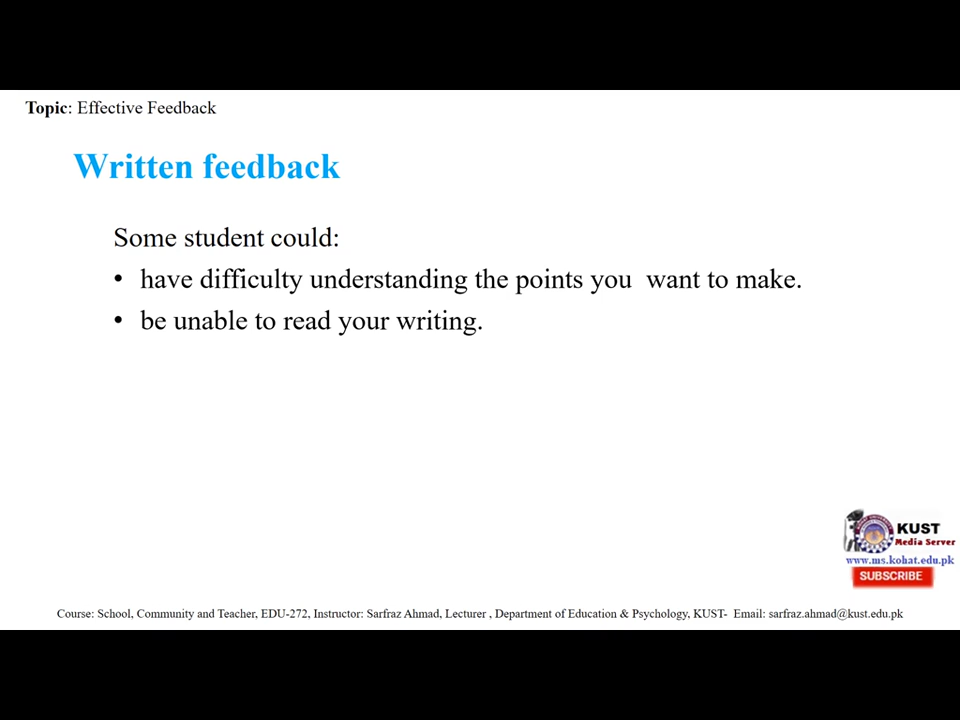 Topic: Effective Feedback
Written feedback
Some student could:
• have difficulty understanding the points you  want to make.
• be unable to read your writing.
KUST
Media Server
www.ms.kohat.edu.pk
SUBSCRIBE
Course: School, Community and Teacher, EDU-272, Instructor: Sarfraz Ahmad, Lecturer , Department of Education & Psychology, KUST-  Email: sarfraz.ahmad@kust.edu.pk